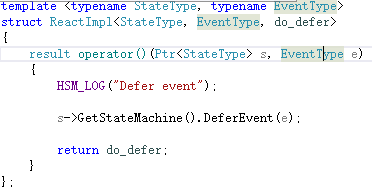 template <typename StateType, typename EventType>
struct ReactImpl<StateType, EventType, do_defer>
{
    result operator()(Ptr<StateType> s, EventType e)
    {
        HSM_LOG("Defer event");
        s->GetStateMachine().DeferEvent(e);
        return do_defer;
    }
};